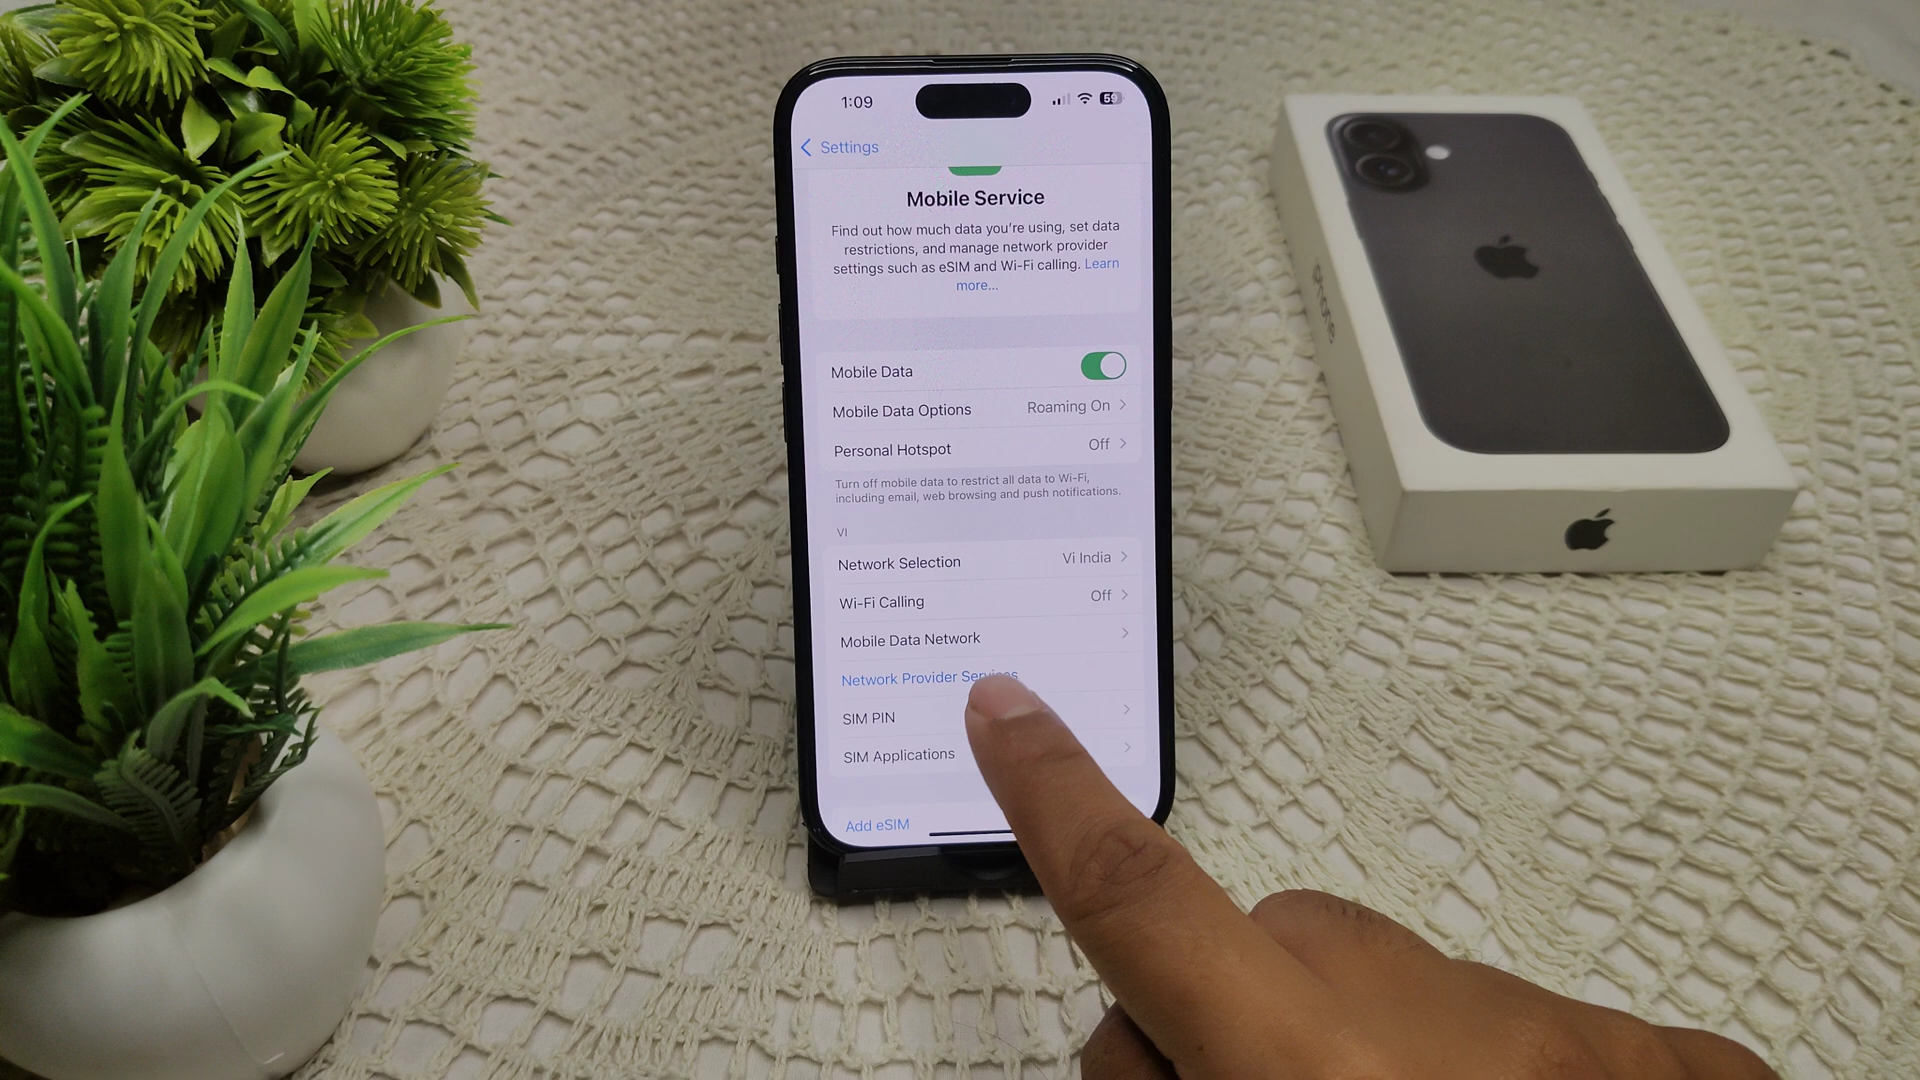 1:09
59
Settings
Mobile Service
Find out how much data you're using, set data
restrictions, and manage network provider
settings such as eSIM and Wi-Fi calling. Learn
more...
Mobile Data
Mobile Data Options Roaming On
Personal Hotspot Off
Turn off mobile data to restrict all data to Wi-Fi,
including email, web browsing and push notifications.
VI
Network Selection Vi India
Wi-Fi Calling Off
Mobile Data Network
Network Provider Services
SIM PIN
SIM Applications
Add eSIM
iPhone